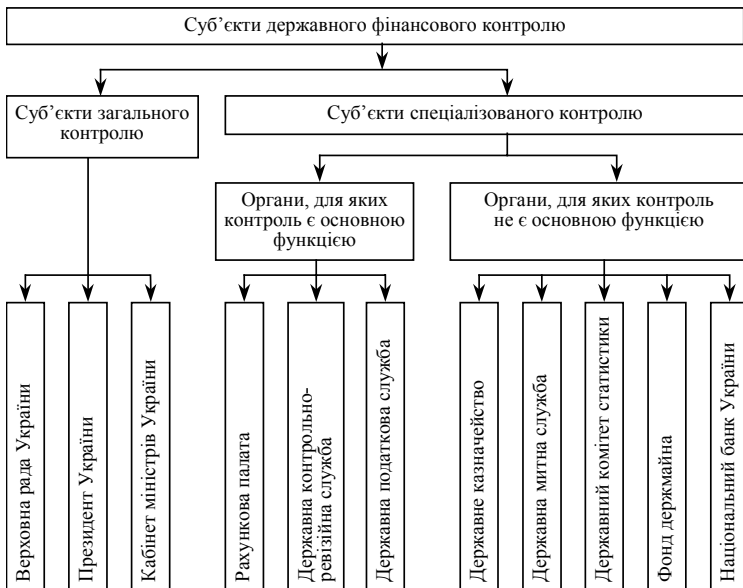 Суб’єкти державного фінансового контролю
Суб’єкти загального
контролю
Суб’єкти спеціалізованого контролю
Органи, для яких
контроль є основною
функцією
Органи, для яких контроль
не є основною функцією
Верховна рада України
Президент України
Кабінет міністрів України
Рахункова палата
Державна контрольно-
ревізійна служба
Державна податкова служба
Державне казначейство
Державна митна служба
Державний комітет статистики
Фонд держмайна
Національний банк України